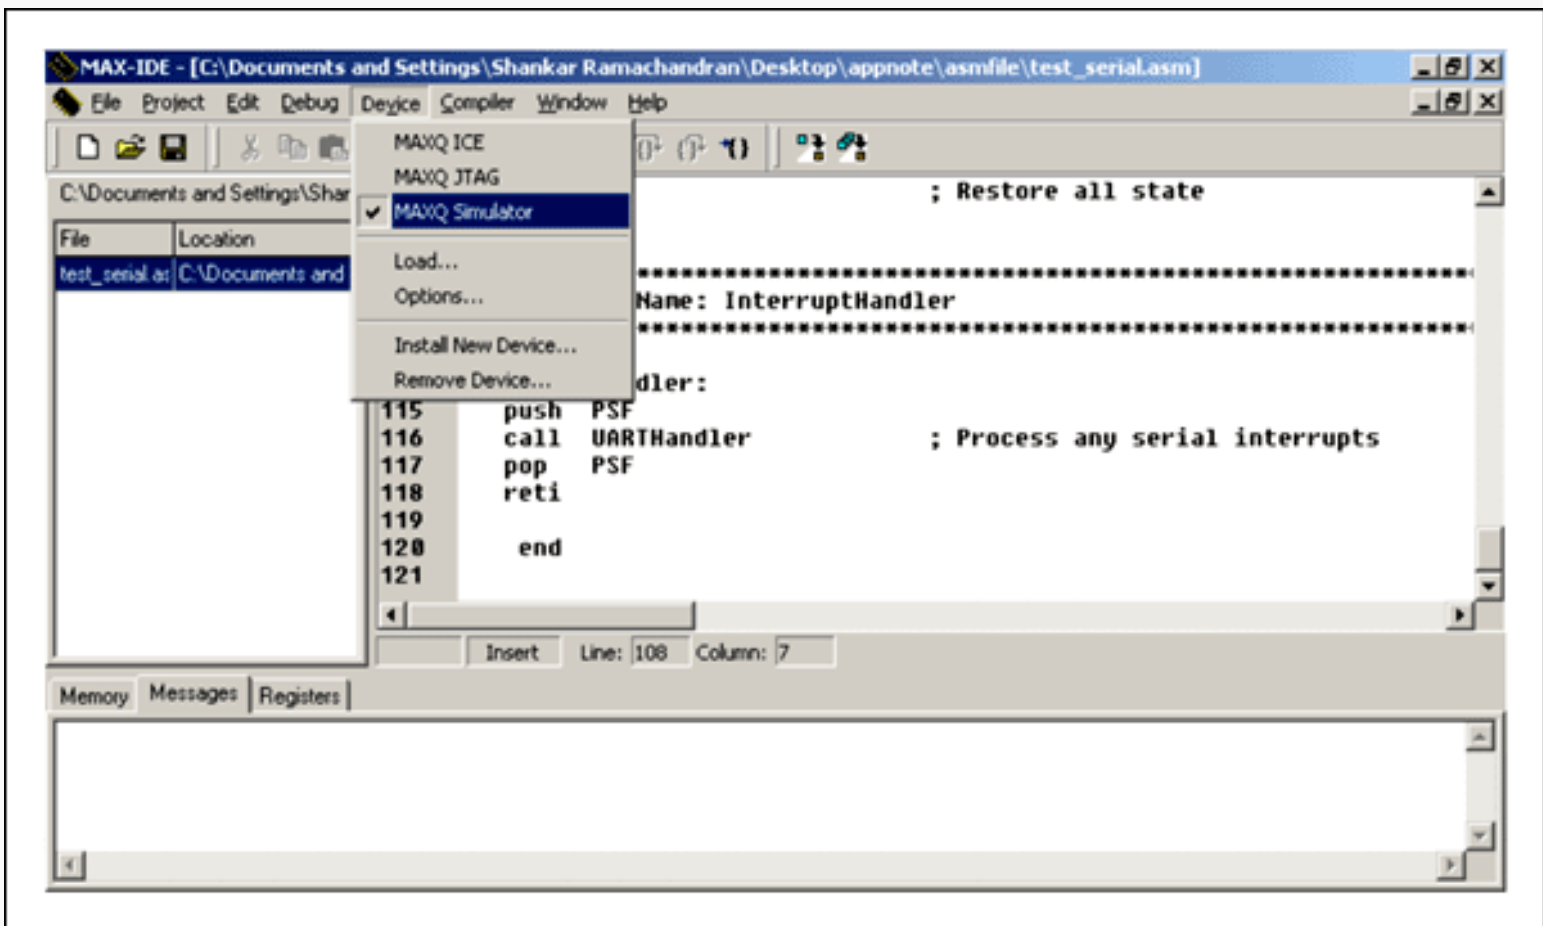 MAX-IDE - [C:\Documents and Settings\Shankar Ramachandran\Desktop\appnote\asmfile\test_serial.asm]
File Project Edit Debug Device Compiler Window Help
MAXQ ICE
MAXQ JTAG
MAXQ Simulator
Load...
Options...
Install New Device...
Remove Device...
C:\Documents and Settings\Shar
File Location
test_serial.as C:\Documents and
; Restore all state
*********************************************************
Name: InterruptHandler
*********************************************************
dler:
115 push PSF
116 call UARTHandler ; Process any serial interrupts
117 pop PSF
118 reti
119
120 end
121
Insert Line: 108 Column: 7
Memory Messages Registers